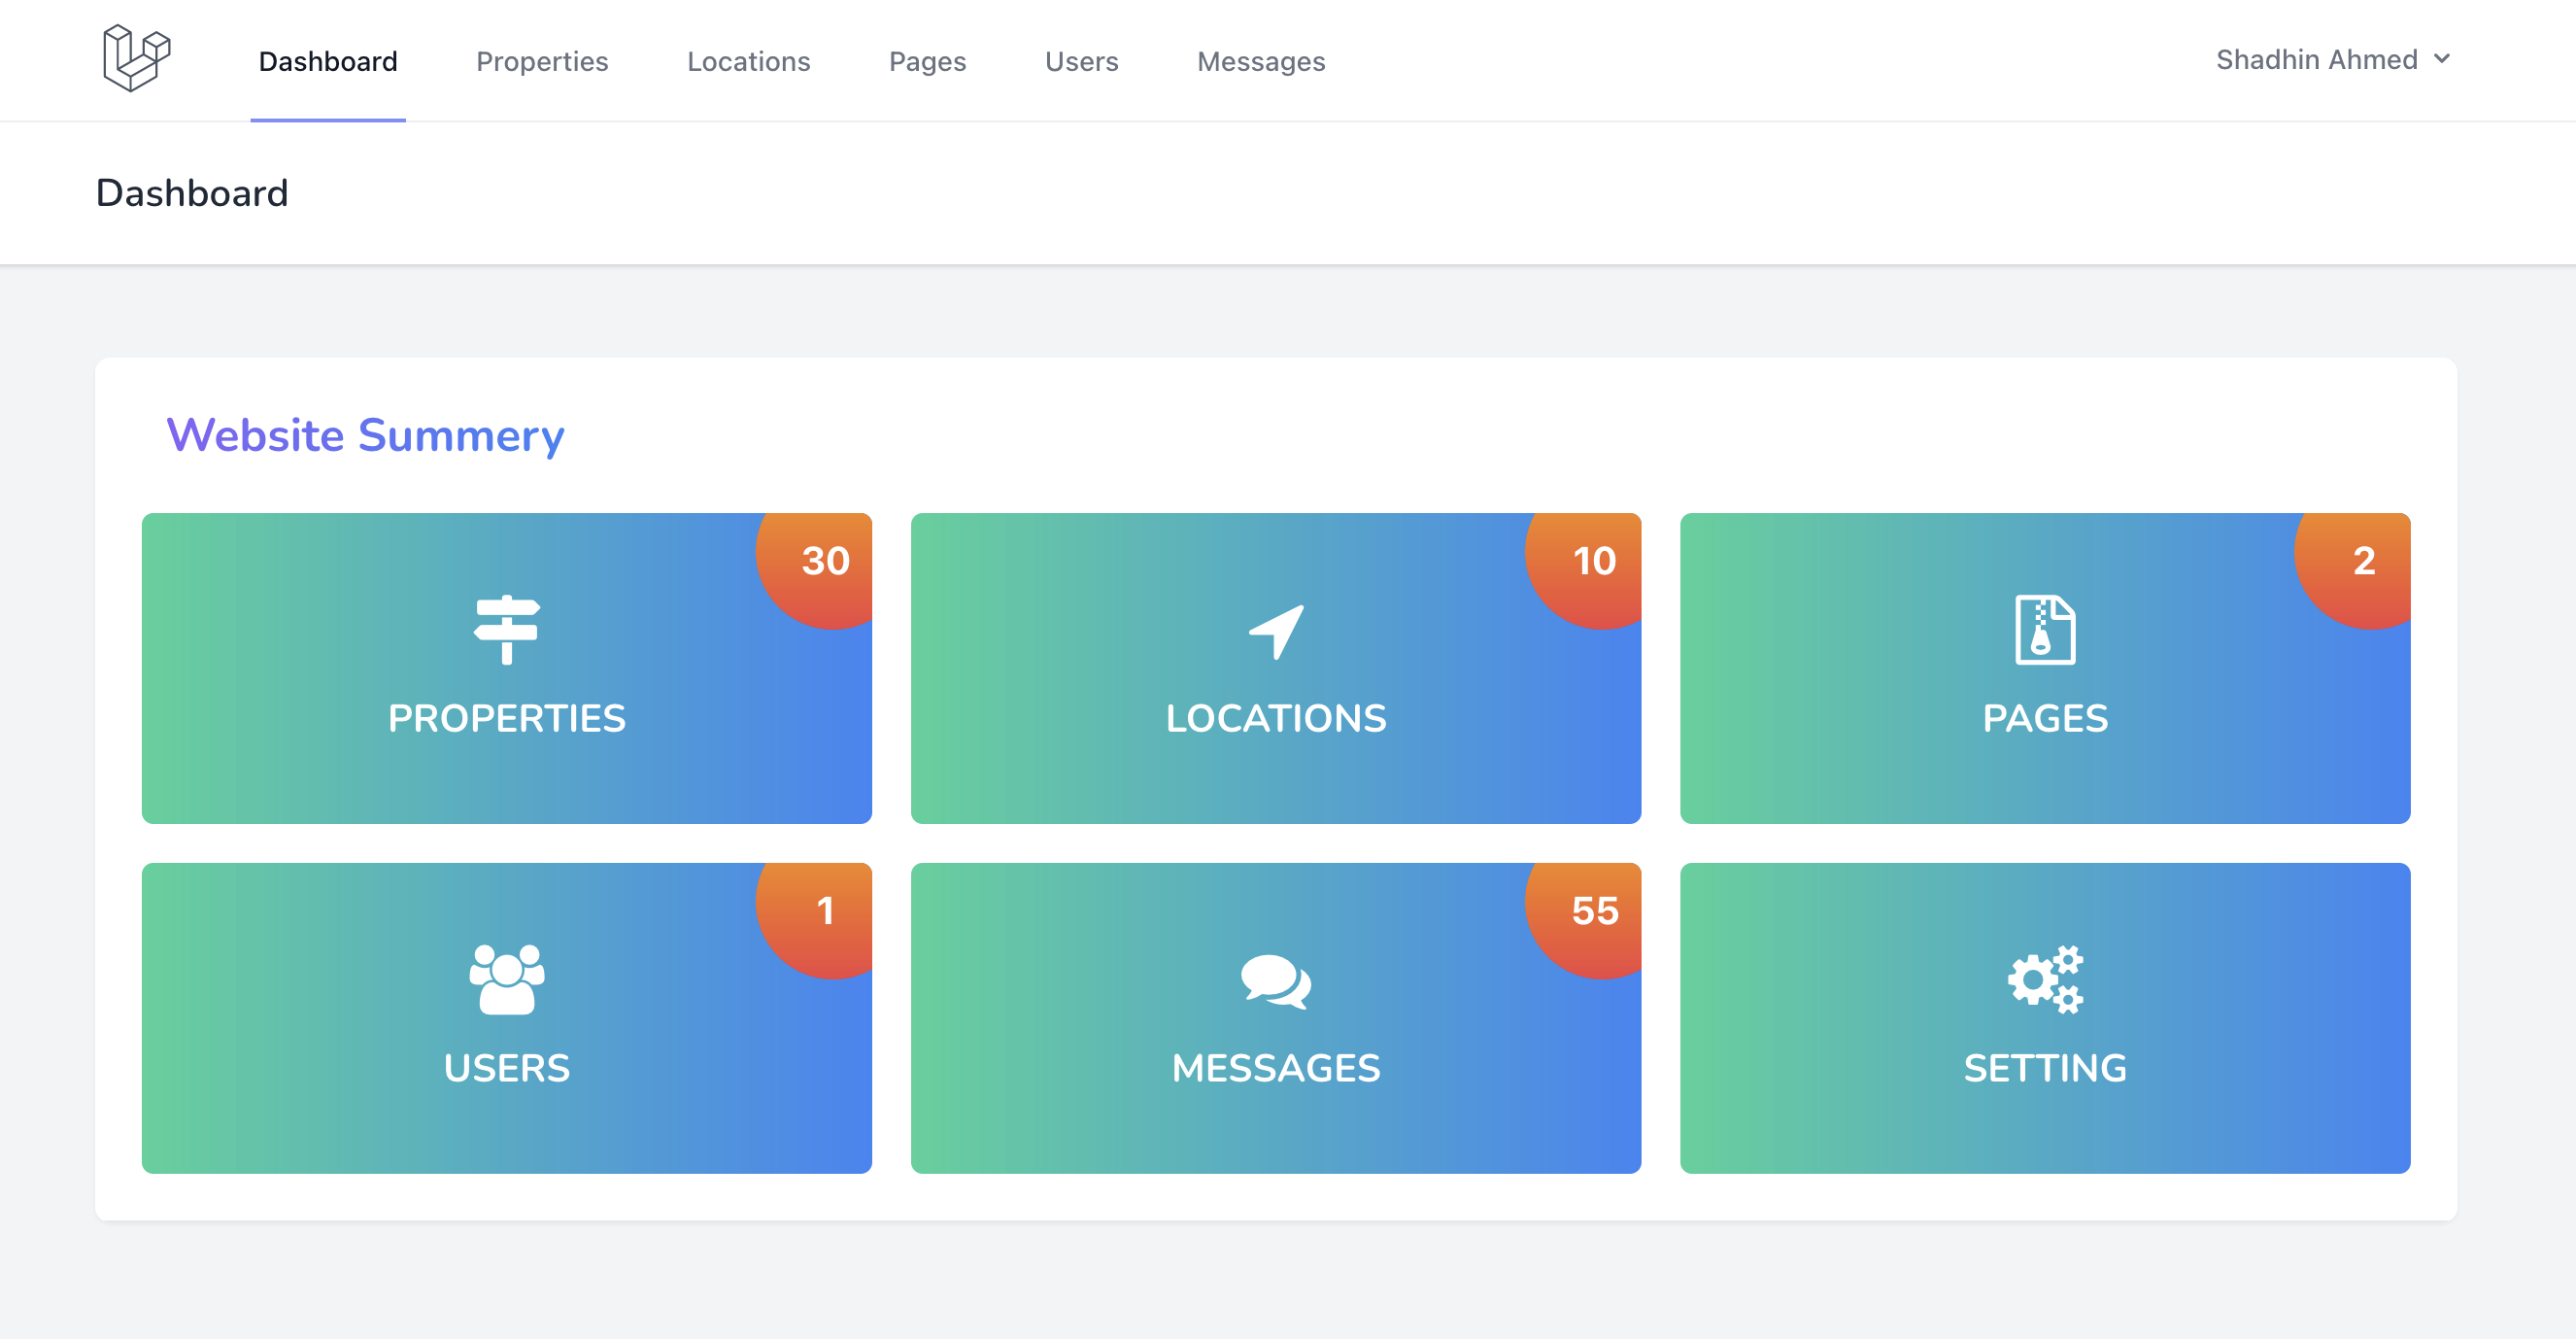 Dashboard Properties Locations Pages Users Messages Shadhin Ahmed
Dashboard
Website Summery
30
PROPERTIES
10
LOCATIONS
2
PAGES
1
USERS
55
MESSAGES
SETTING